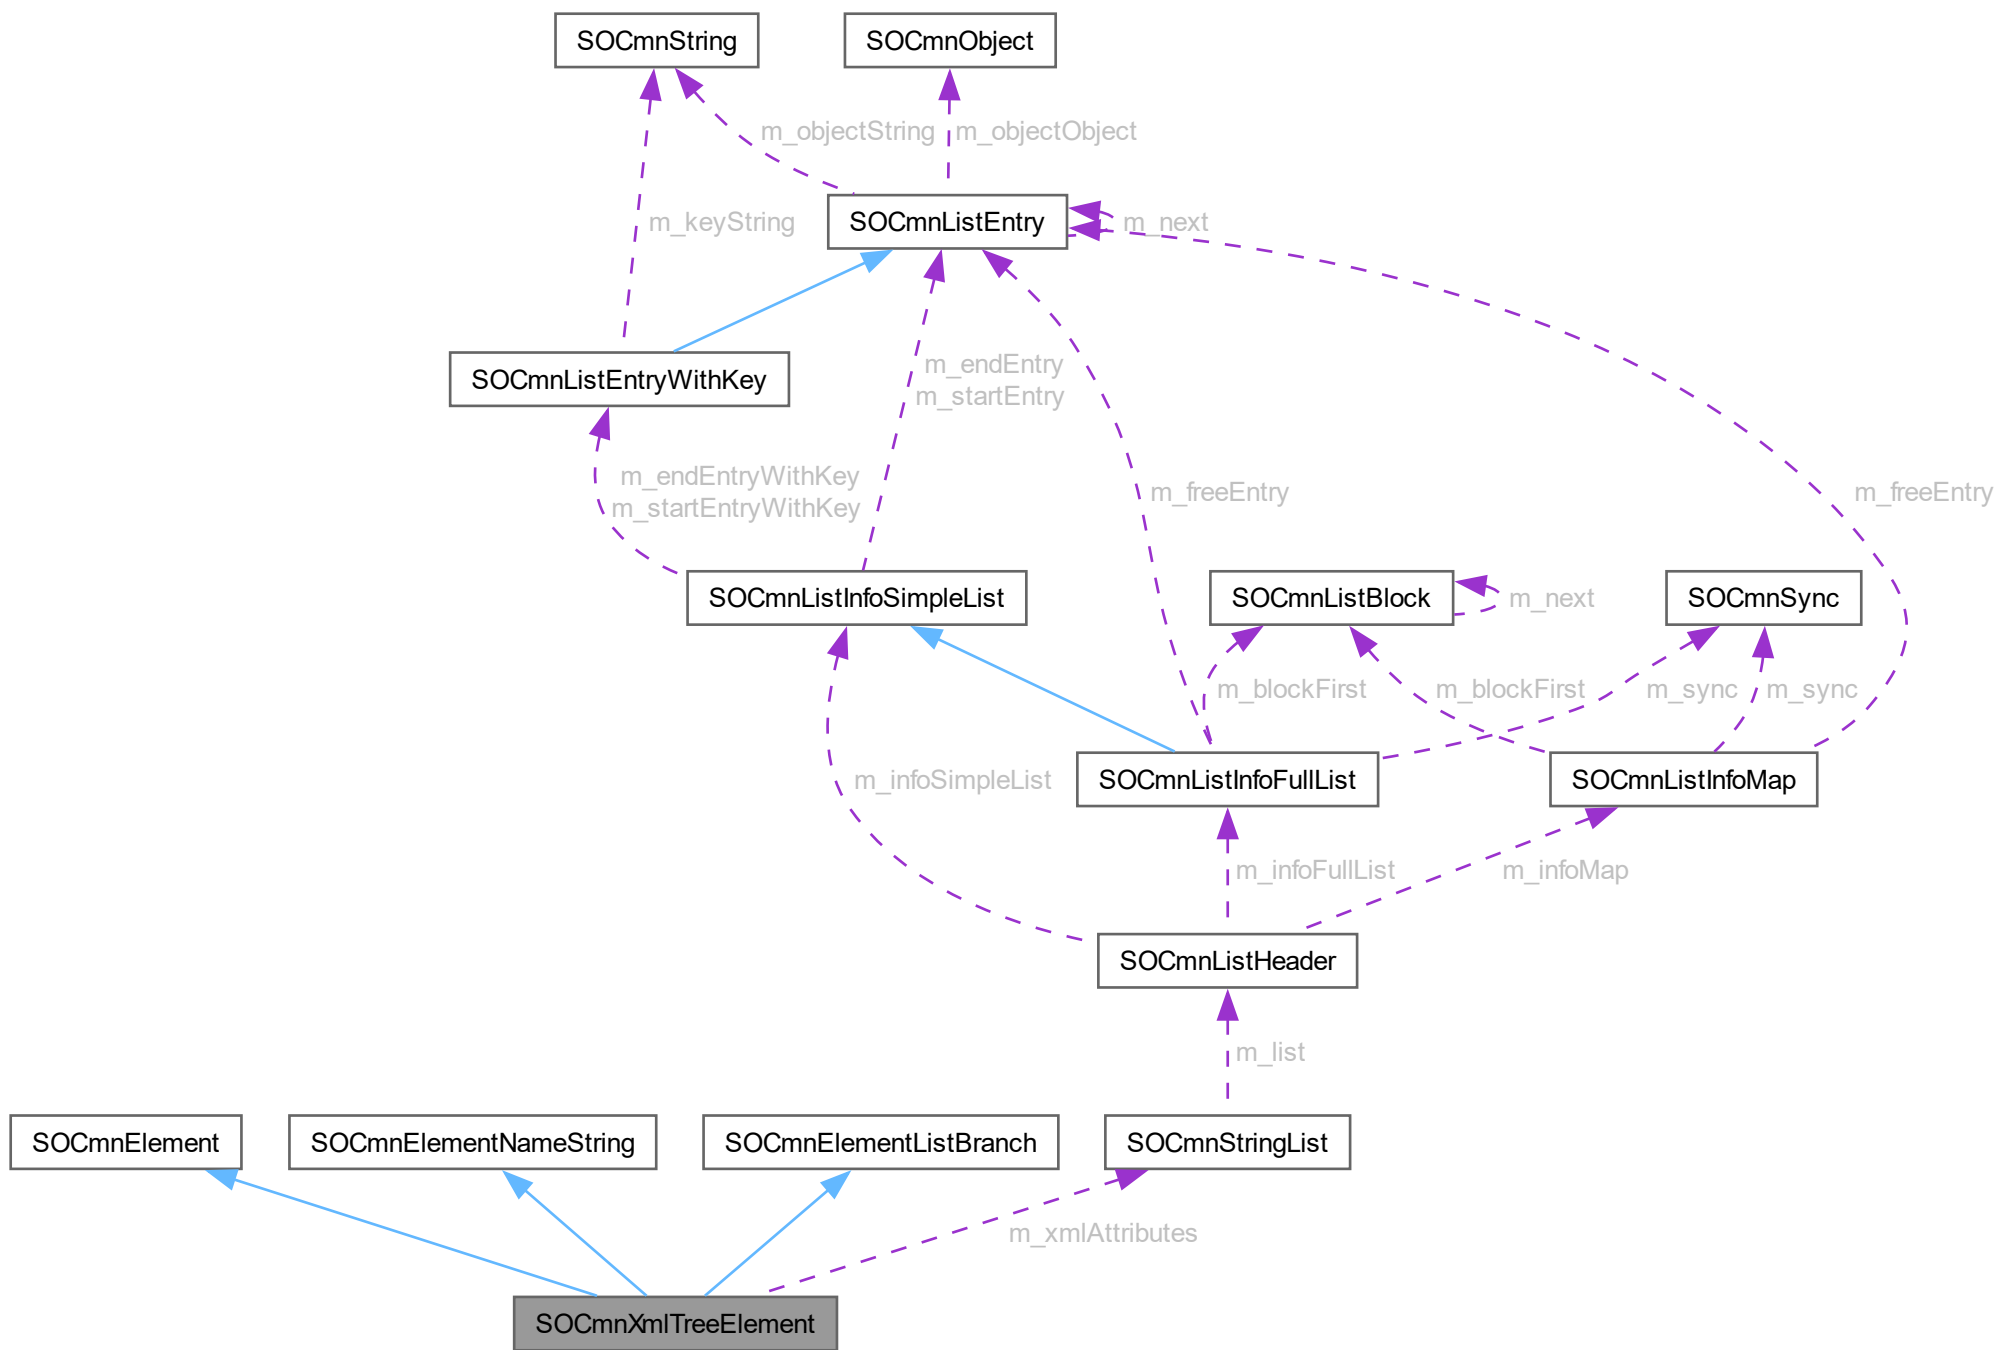 SOCmnString
SOCmnObject
m_objectString
m_objectObject
m_keyString
SOCmnListEntry
m_next
SOCmnListEntryWithKey
m_endEntry
m_startEntry
m_endEntryWithKey
m_startEntryWithKey
m_freeEntry
m_freeEntry
SOCmnListInfoSimpleList
SOCmnListBlock
m_next
SOCmnSync
m_blockFirst
m_blockFirst
m_sync
m_sync
m_infoSimpleList
SOCmnListInfoFullList
SOCmnListInfoMap
m_infoFullList
m_infoMap
SOCmnListHeader
m_list
SOCmnElement
SOCmnElementNameString
SOCmnElementListBranch
SOCmnStringList
m_xmlAttributes
SOCmnXmlTreeElement